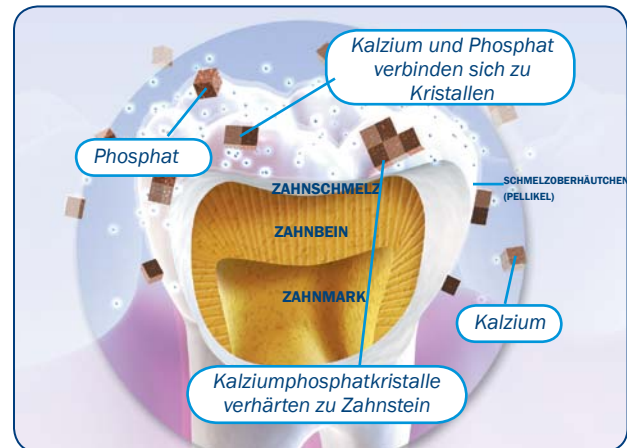 Kalzium und Phosphat
verbinden sich zu
Kristallen
Phosphat
ZAHNSCHMELZ
SCHMELZOBERHÄUTCHEN
(PELLIKEL)
ZAHNBEIN
ZAHNMARK
Kalzium
Kalziumphosphatkristalle
verhärten zu Zahnstein